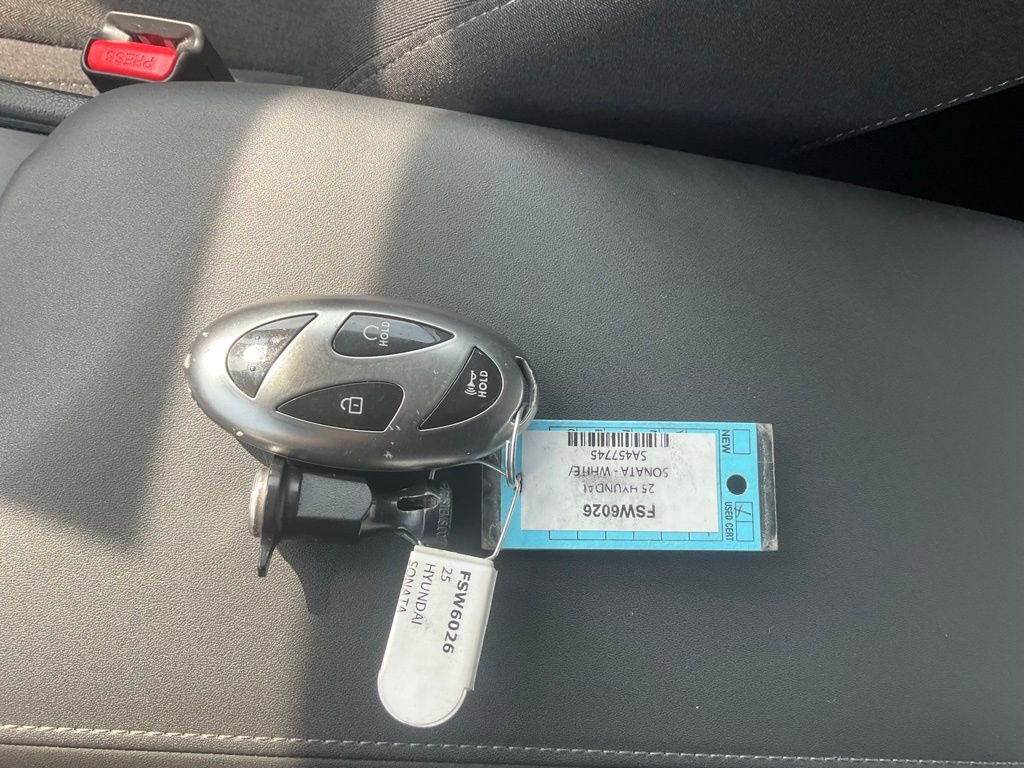 PRESS
HOLD
HOLD
NEW
USED CERT
FSW6026
25 HYUNDAI
SONATA - WHITE/
SA457745
FSW6026
25
HYUNDAI
SONATA